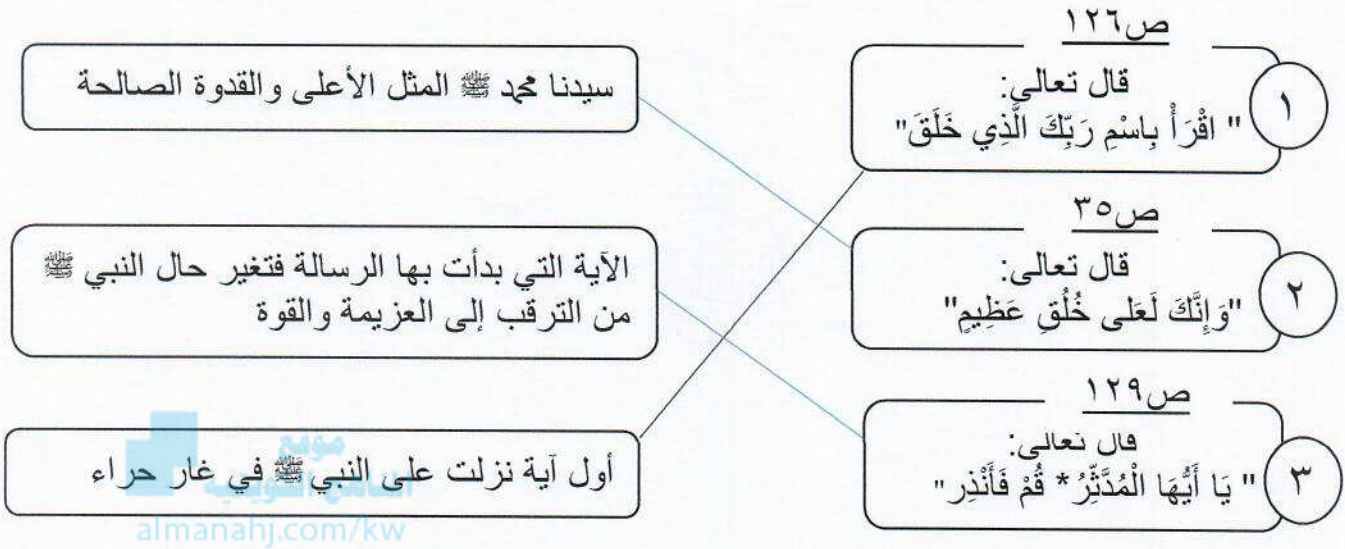 ص١٢٦
١
قال تعالى:
" اقْرَأْ بِاسْمِ رَبِّكَ الَّذِي خَلَقَ"
سيدنا محمد ﷺ المثل الأعلى والقدوة الصالحة
ص٣٥
٢
قال تعالى:
"وَإِنَّكَ لَعَلَى خُلُقٍ عَظِيمٍ"
الآية التي بدأت بها الرسالة فتغير حال النبي ﷺ
من الترقب إلى العزيمة والقوة
ص١٢٩
٣
قال تعالى:
" يَا أَيُّهَا الْمُدَّثِّرُ* قُمْ فَأَنْذِر "
أول آية نزلت على النبي ﷺ في غار حراء
موقع
المناهج الكويتية
almanahj.com/kw